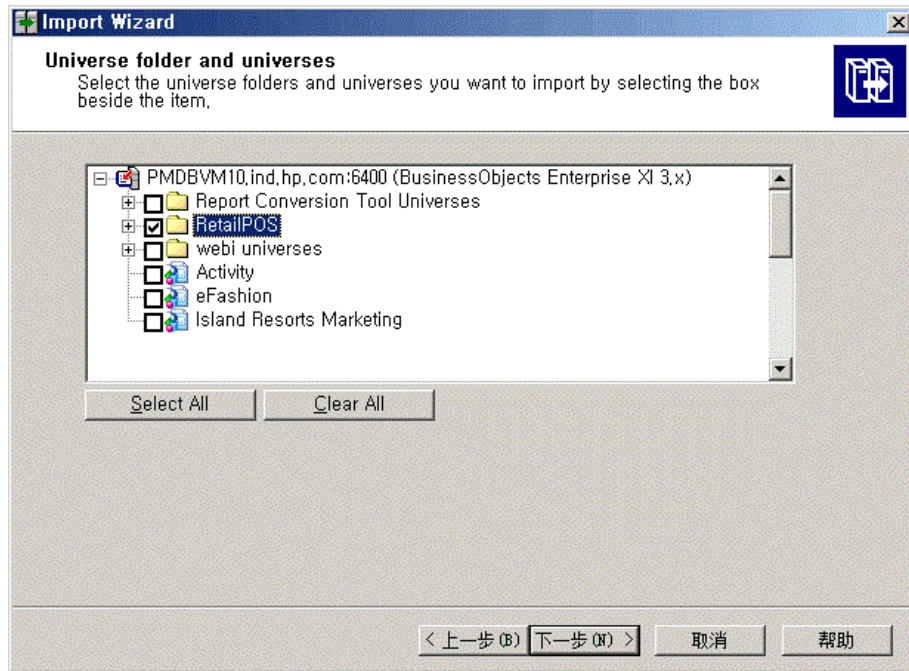 Import Wizard
Universe folder and universes
Select the universe folders and universes you want to import by selecting the box
beside the item,
PMDBVM10,ind,hp,com:6400 (BusinessObjects Enterprise XI 3,x)
Report Conversion Tool Universes
RetailPOS
webi universes
Activity
eFashion
Island Resorts Marketing
Select All
Clear All
< 上一步(B)
下一步(N) >
取消
帮助